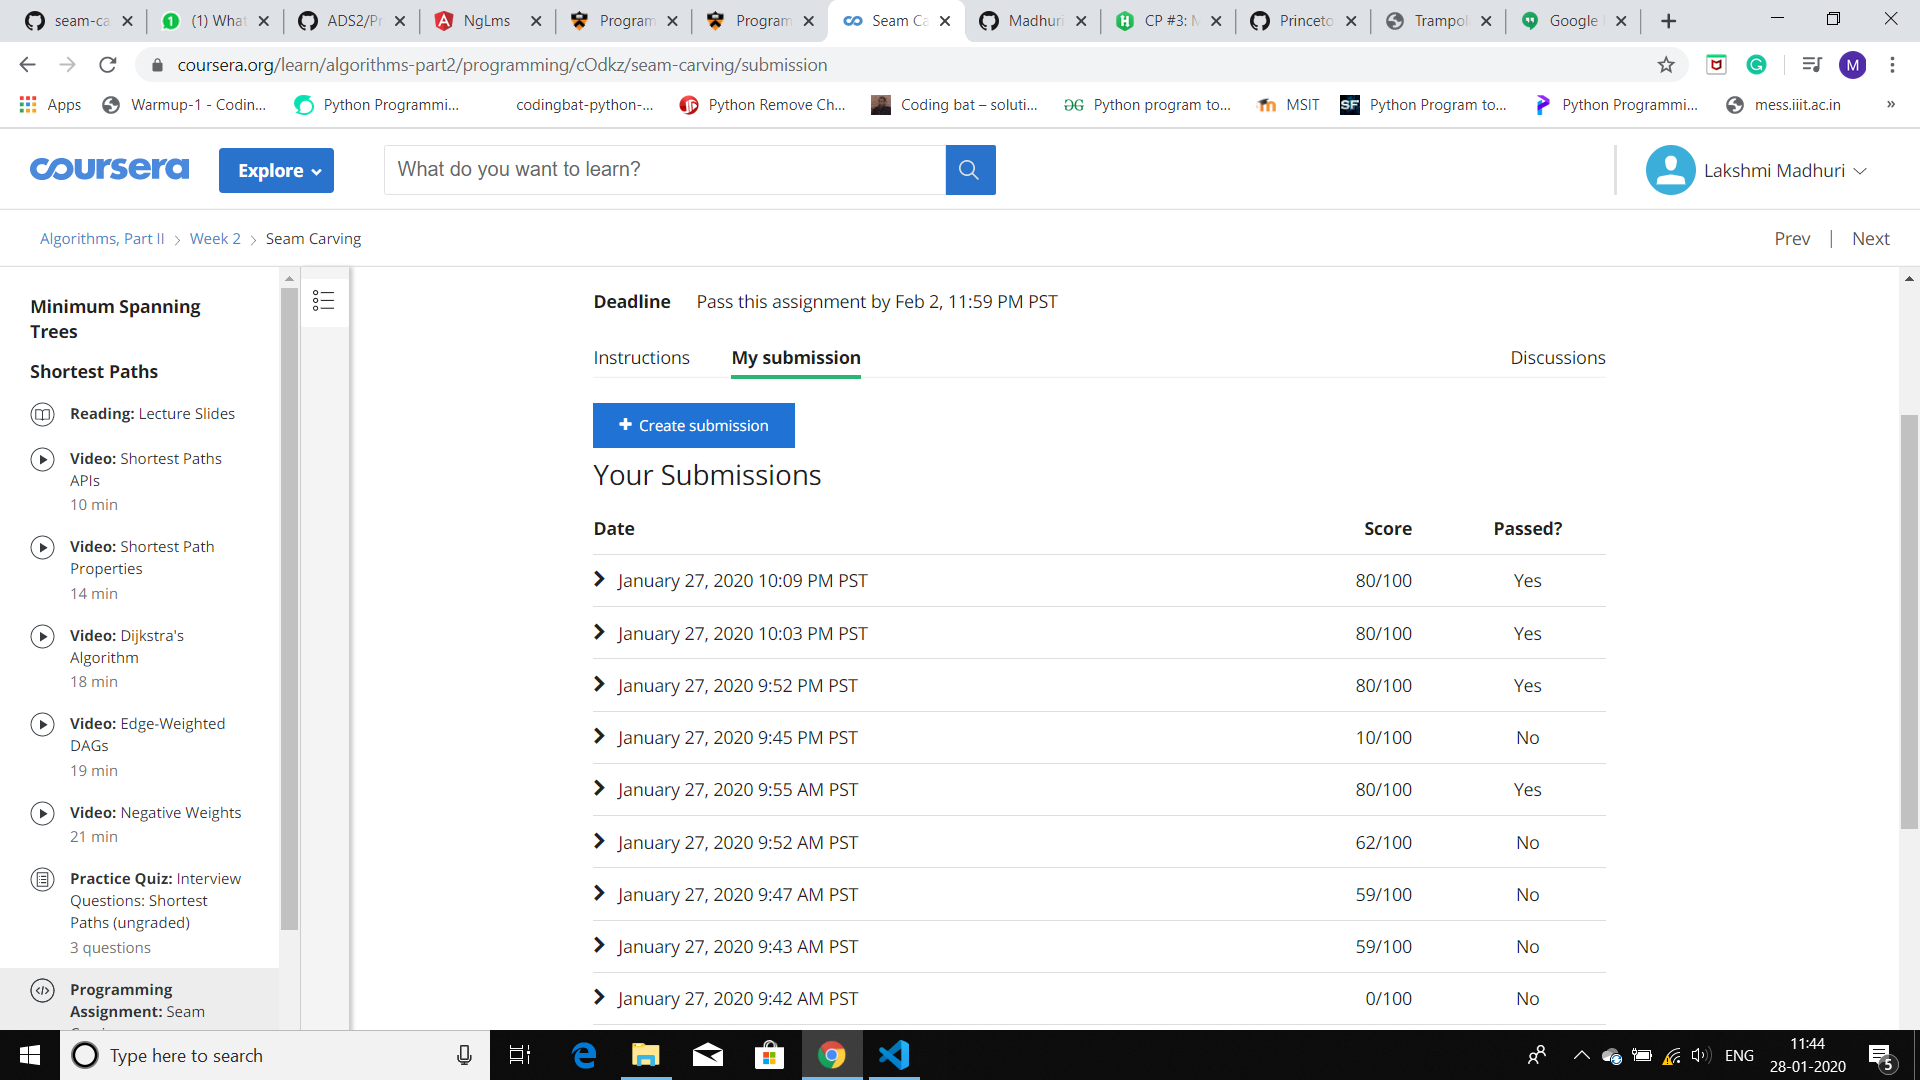 seam-ca
(1) What
ADS2/Pr
NgLms
Program
Program
Seam Ca
Madhuri
CP #3: M
Princeto
Trampol
Google
coursera.org/learn/algorithms-part2/programming/cOdkz/seam-carving/submission
M
Apps
Warmup-1 - Codin...
Python Programmi...
codingbat-python-...
Python Remove Ch...
Coding bat – soluti...
Python program to...
MSIT
Python Program to...
Python Programmi...
mess.iiit.ac.in
»
coursera
Explore
What do you want to learn?
Lakshmi Madhuri
Algorithms, Part II
Week 2
Seam Carving
Prev
Next
Minimum Spanning
Trees
Shortest Paths
Reading: Lecture Slides
Video: Shortest Paths
APIs
10 min
Video: Shortest Path
Properties
14 min
Video: Dijkstra's
Algorithm
18 min
Video: Edge-Weighted
DAGs
19 min
Video: Negative Weights
21 min
Practice Quiz: Interview
Questions: Shortest
Paths (ungraded)
3 questions
Programming
Assignment: Seam
Deadline Pass this assignment by Feb 2, 11:59 PM PST
Instructions
My submission
Discussions
+ Create submission
Your Submissions
Date Score Passed?
January 27, 2020 10:09 PM PST 80/100 Yes
January 27, 2020 10:03 PM PST 80/100 Yes
January 27, 2020 9:52 PM PST 80/100 Yes
January 27, 2020 9:45 PM PST 10/100 No
January 27, 2020 9:55 AM PST 80/100 Yes
January 27, 2020 9:52 AM PST 62/100 No
January 27, 2020 9:47 AM PST 59/100 No
January 27, 2020 9:43 AM PST 59/100 No
January 27, 2020 9:42 AM PST 0/100 No
Type here to search
ENG
11:44
28-01-2020
5